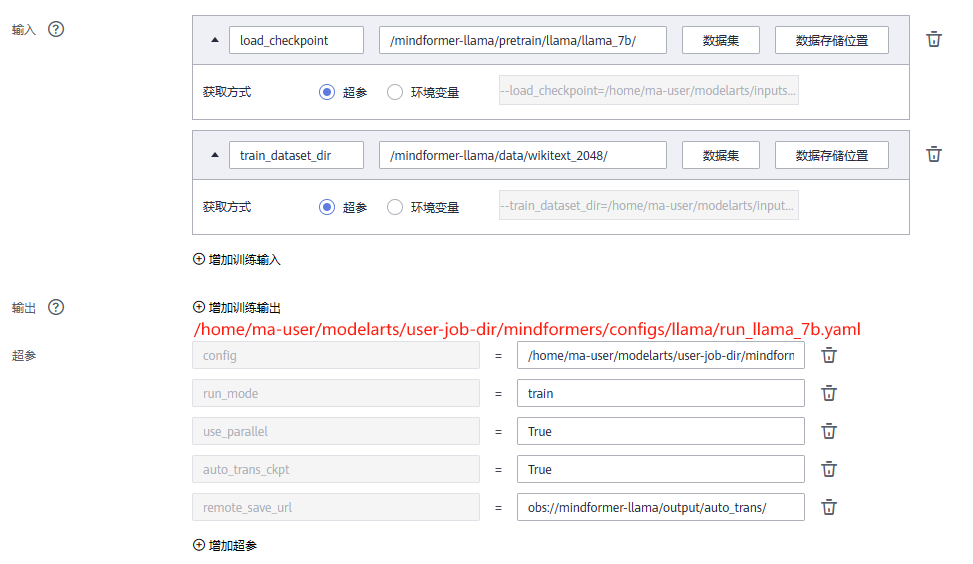 输入 ?
load_checkpoint /mindformer-llama/pretrain/llama/llama_7b/ 数据集 数据存储位置
获取方式 超参 环境变量 --load_checkpoint=/home/ma-user/modelarts/inputs...
train_dataset_dir /mindformer-llama/data/wikitext_2048/ 数据集 数据存储位置
获取方式 超参 环境变量 --train_dataset_dir=/home/ma-user/modelarts/input...
增加训练输入
输出 ? 增加训练输出
/home/ma-user/modelarts/user-job-dir/mindformers/configs/llama/run_llama_7b.yaml
超参 config = /home/ma-user/modelarts/user-job-dir/mindforn
run_mode = train
use_parallel = True
auto_trans_ckpt = True
remote_save_url = obs://mindformer-llama/output/auto_trans/
增加超参